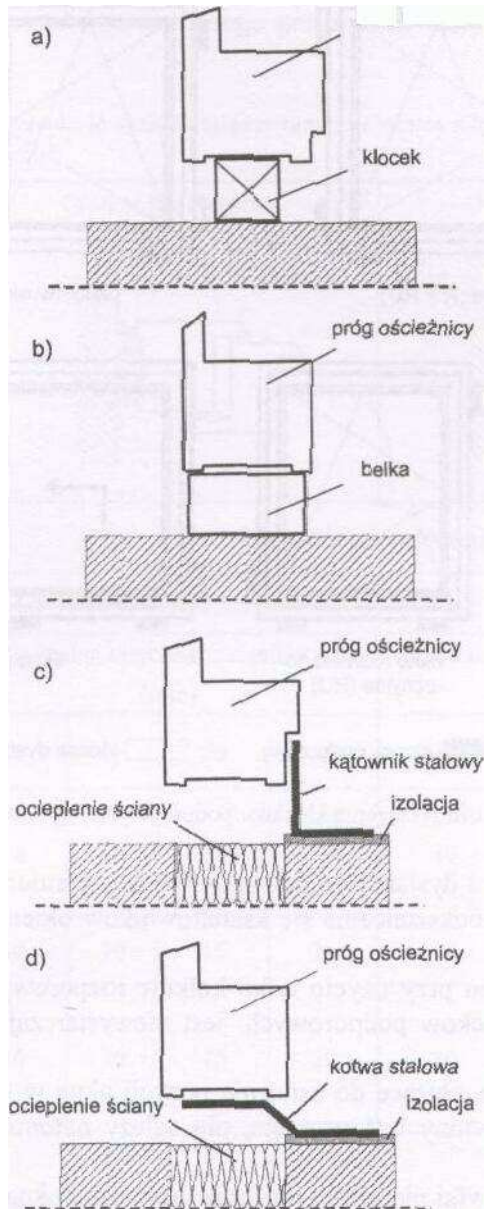 a)
klocek
próg ościeżnicy
b)
belka
próg ościeżnicy
c)
kątownik stalowy
ocieplenie ściany
izolacja
d)
próg ościeżnicy
kotwa stalowa
ocieplenie ściany
izolacja